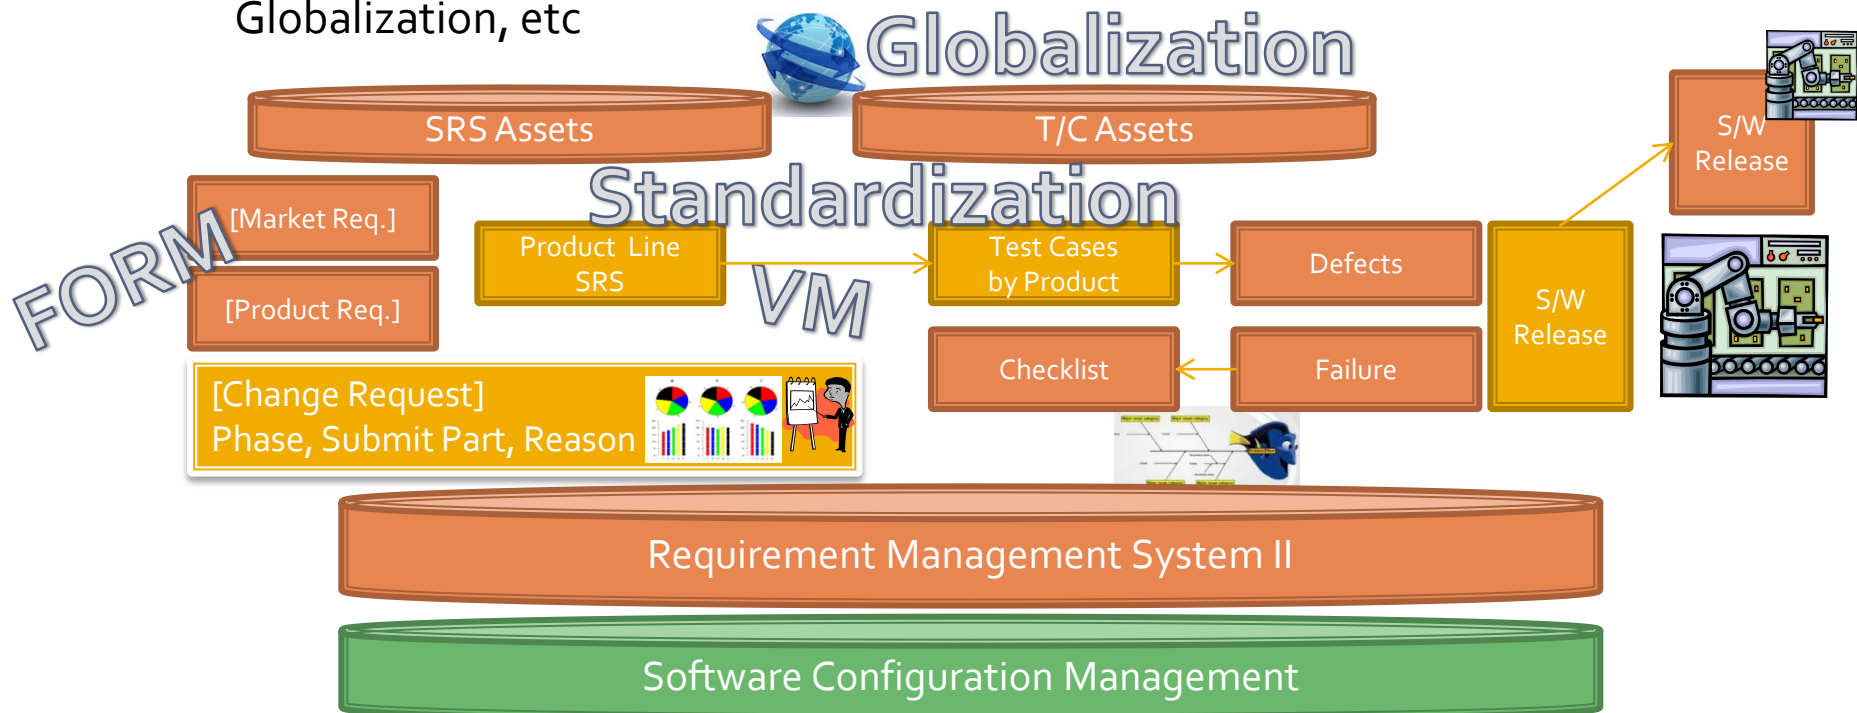 Globalization, etc
Globalization
SRS Assets
T/C Assets
S/W
Release
Standardization
FORM
[Market Req.]
[Product Req.]
Product Line
SRS
VM
Test Cases
by Product
Defects
S/W
Release
Checklist
Failure
[Change Request]
Phase, Submit Part, Reason
Requirement Management System II
Software Configuration Management